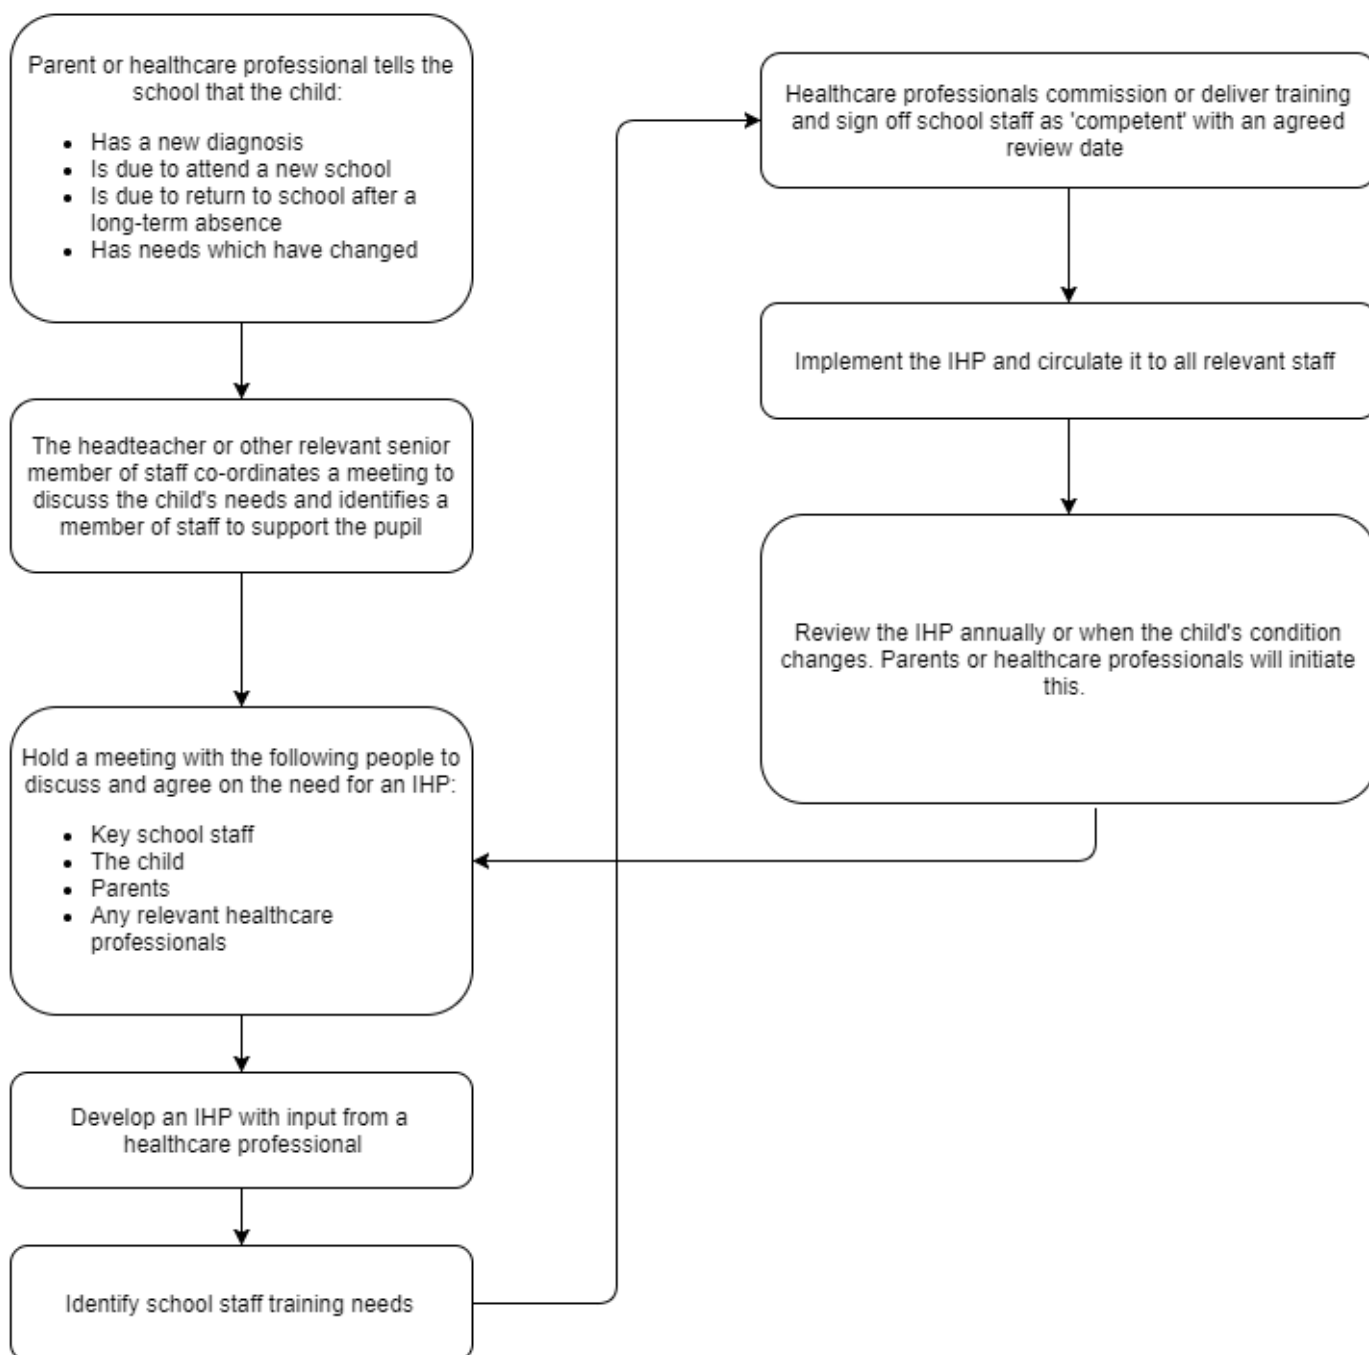 Parent or healthcare professional tells the
school that the child:
• Has a new diagnosis
• Is due to attend a new school
• Is due to return to school after a
long-term absence
• Has needs which have changed
The headteacher or other relevant senior
member of staff co-ordinates a meeting to
discuss the child's needs and identifies a
member of staff to support the pupil
Hold a meeting with the following people to
discuss and agree on the need for an IHP:
• Key school staff
• The child
• Parents
• Any relevant healthcare
professionals
Develop an IHP with input from a
healthcare professional
Identify school staff training needs
Healthcare professionals commission or deliver training
and sign off school staff as 'competent' with an agreed
review date
Implement the IHP and circulate it to all relevant staff
Review the IHP annually or when the child's condition
changes. Parents or healthcare professionals will initiate
this.